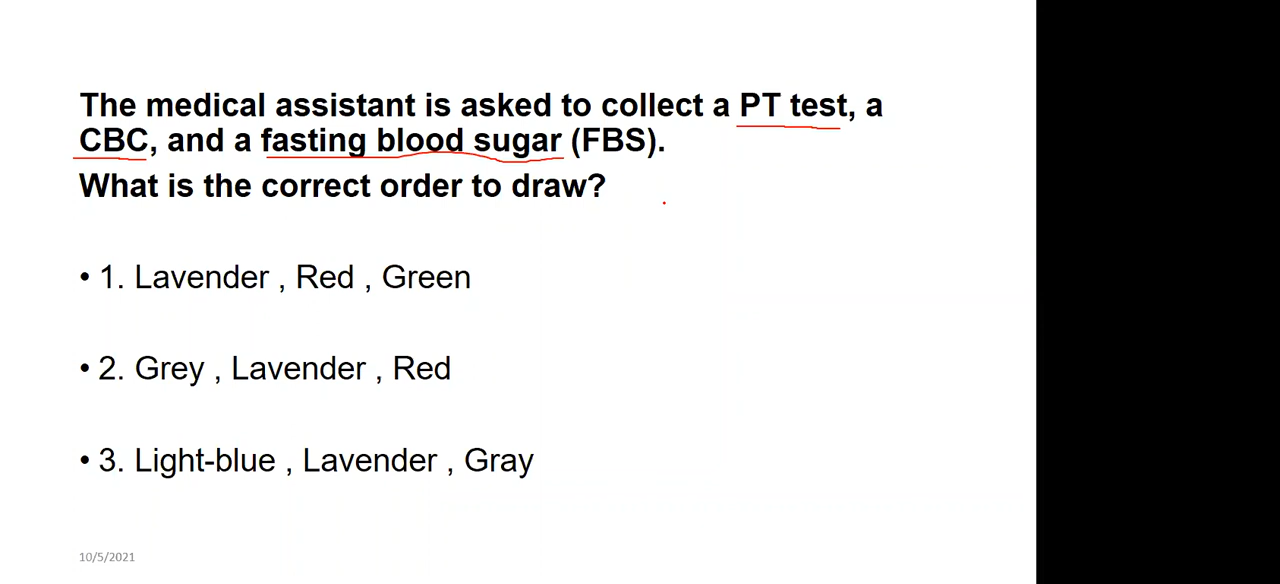 The medical assistant is asked to collect a PT test, a
CBC, and a fasting blood sugar (FBS).
What is the correct order to draw?
• 1. Lavender , Red , Green
• 2. Grey , Lavender , Red
• 3. Light-blue , Lavender , Gray
10/5/2021